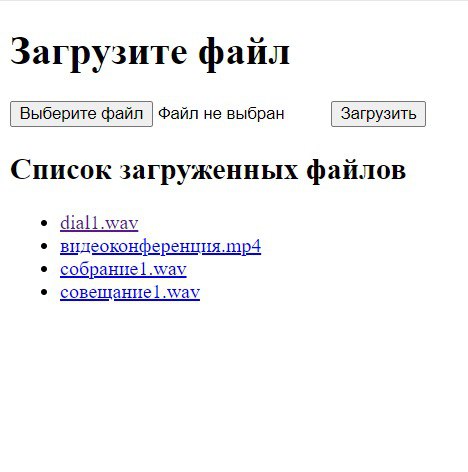 Загрузите файл
Выберите файл Файл не выбран Загрузить
Список загруженных файлов
dial1.wav
видеоконференция.mp4
собрание1.wav
совещание1.wav